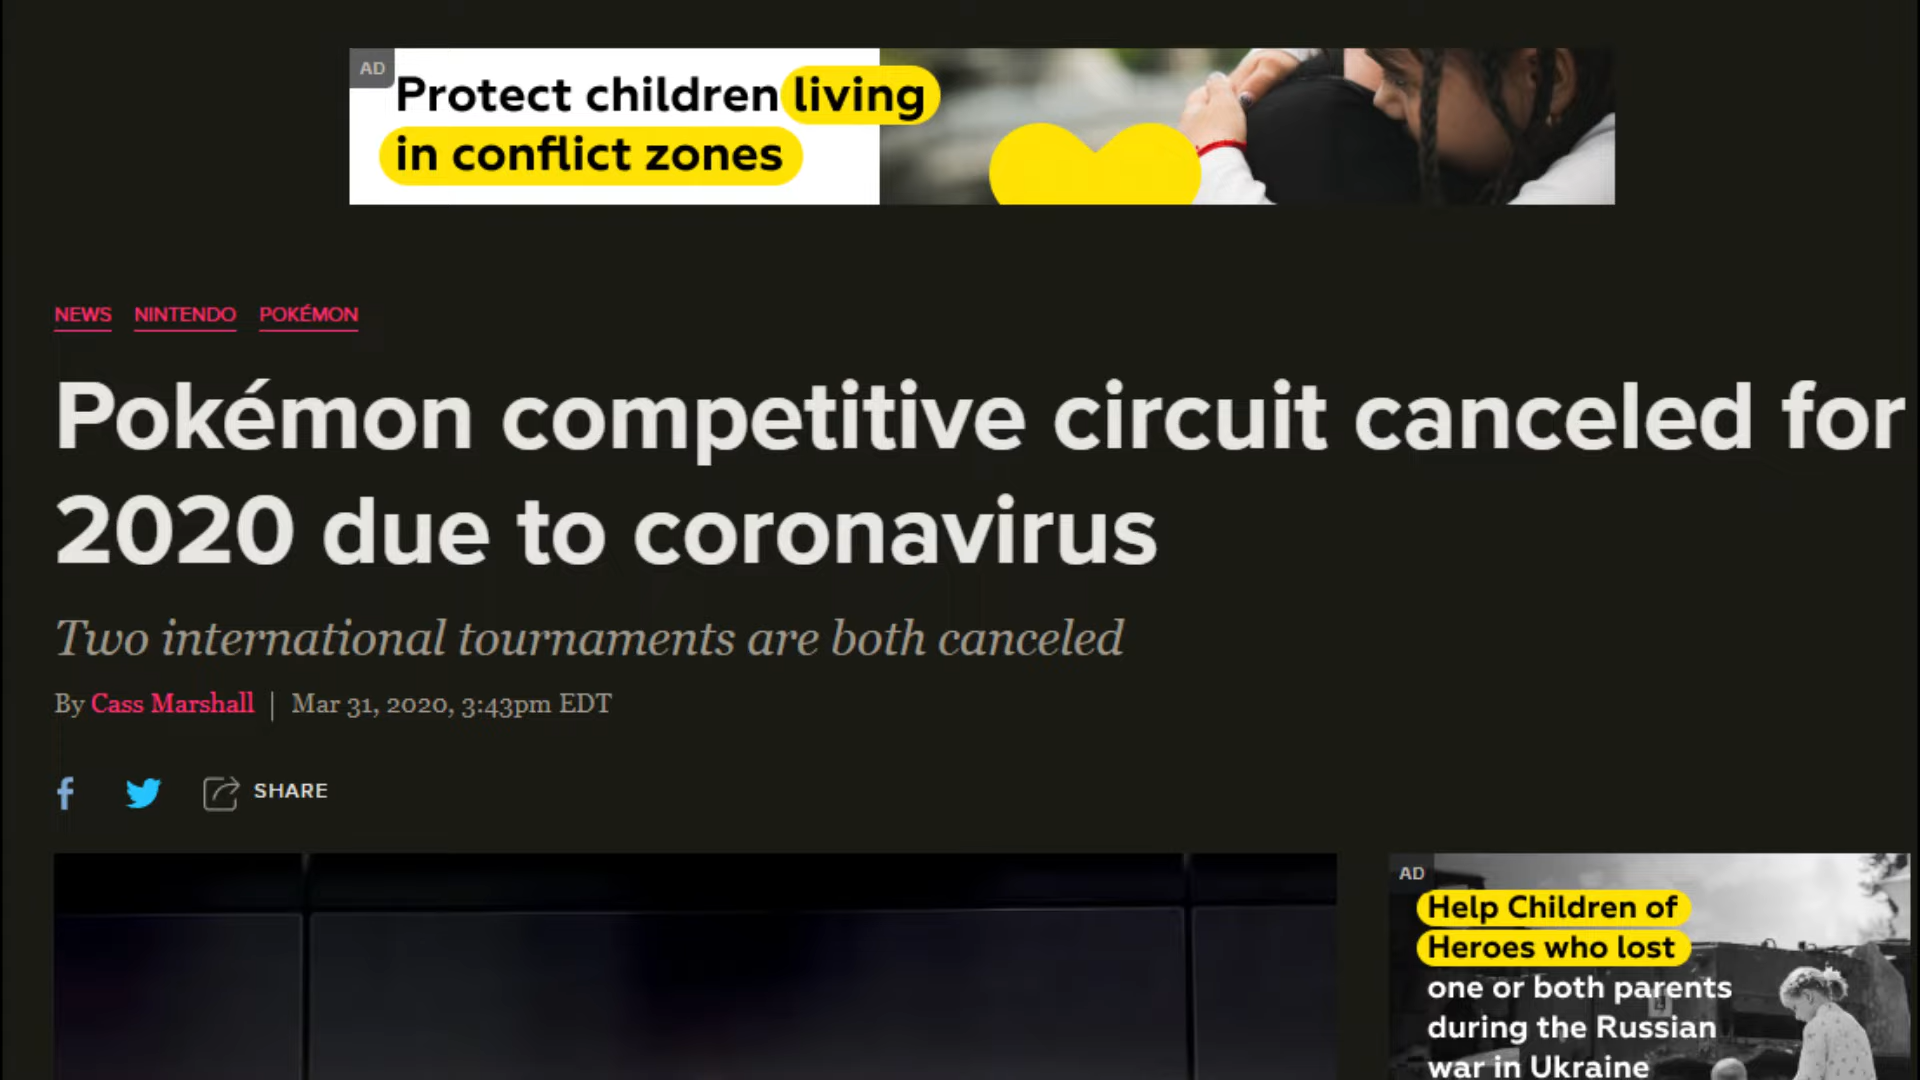 AD
Protect children living
in conflict zones
NEWS NINTENDO POKÉMON
Pokémon competitive circuit canceled for
2020 due to coronavirus
Two international tournaments are both canceled
By Cass Marshall | Mar 31, 2020, 3:43pm EDT
SHARE
AD
Help Children of
Heroes who lost
one or both parents
during the Russian
war in Ukraine